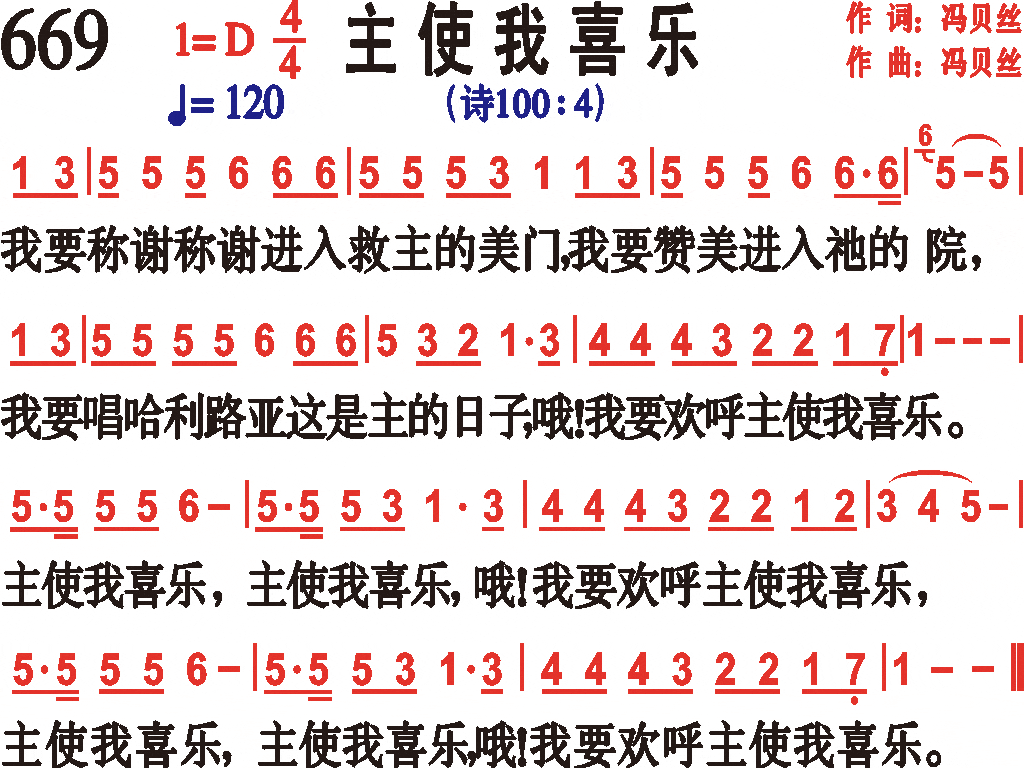 669 1=D 4/4 主使我喜乐 作 词：冯贝丝
♩=120 （诗100：4） 作 曲：冯贝丝
1 3|5 5 5 6 6 6|5 5 5 3 1 1 3|5 5 5 6 6·6|6 5–5|
我要称谢称谢进入救主的美门,我要赞美进入祂的 院，
1 3|5 5 5 5 6 6 6|5 3 2 1·3|4 4 4 3 2 2 1 7|1–––|
我要唱哈利路亚这是主的日子,哦!我要欢呼主使我喜乐。
5·5 5 5 6–|5·5 5 3 1·3|4 4 4 3 2 2 1 2|3 4 5–|
主使我喜乐，主使我喜乐, 哦!我要欢呼主使我喜乐，
5·5 5 5 6–|5·5 5 3 1·3|4 4 4 3 2 2 1 7|1 – –‖
主使我喜乐，主使我喜乐,哦!我要欢呼主使我喜乐。